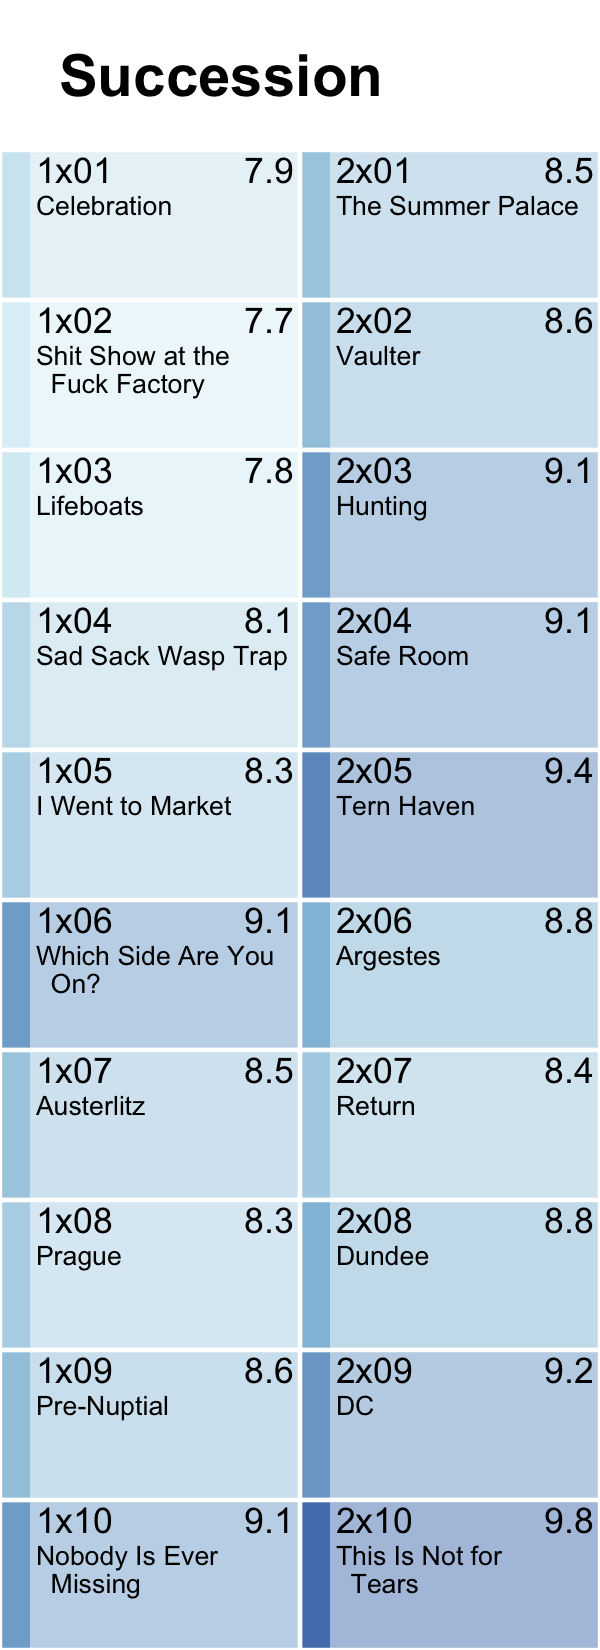 Succession
1x01 7.9
Celebration
1x02 7.7
Shit Show at the
Fuck Factory
1x03 7.8
Lifeboats
1x04 8.1
Sad Sack Wasp Trap
1x05 8.3
I Went to Market
1x06 9.1
Which Side Are You
On?
1x07 8.5
Austerlitz
1x08 8.3
Prague
1x09 8.6
Pre-Nuptial
1x10 9.1
Nobody Is Ever
Missing
2x01 8.5
The Summer Palace
2x02 8.6
Vaulter
2x03 9.1
Hunting
2x04 9.1
Safe Room
2x05 9.4
Tern Haven
2x06 8.8
Argestes
2x07 8.4
Return
2x08 8.8
Dundee
2x09 9.2
DC
2x10 9.8
This Is Not for
Tears